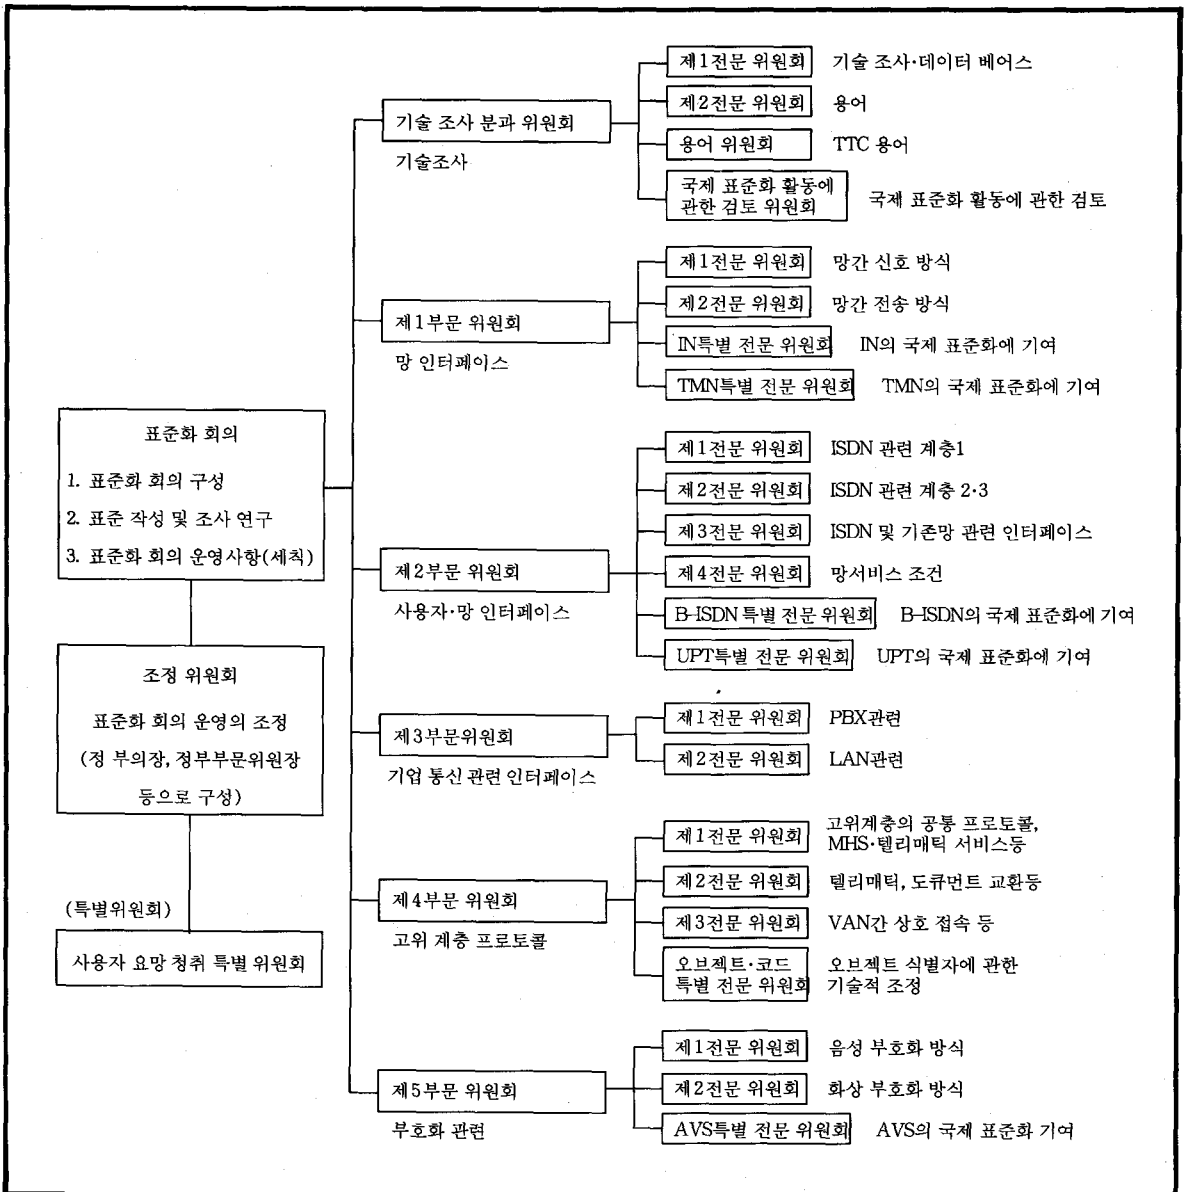 표준화 회의
1. 표준화 회의 구성
2. 표준 작성 및 조사 연구
3. 표준화 회의 운영사항(세칙)
조정 위원회
표준화 회의 운영의 조정
(정 부의장, 정부부문위원장
등으로 구성)
(특별위원회)
사용자 요망 청취 특별 위원회
기술 조사 분과 위원회
기술조사
제1전문 위원회 기술 조사·데이터 베어스
제2전문 위원회 용어
용어 위원회 TTC 용어
국제 표준화 활동에
관한 검토 위원회 국제 표준화 활동에 관한 검토
제1부문 위원회
망 인터페이스
제1전문 위원회 망간 신호 방식
제2전문 위원회 망간 전송 방식
IN특별 전문 위원회 IN의 국제 표준화에 기여
TMN특별 전문 위원회 TMN의 국제 표준화에 기여
제2부문 위원회
사용자·망 인터페이스
제1전문 위원회 ISDN 관련 계층1
제2전문 위원회 ISDN 관련 계층 2·3
제3전문 위원회 ISDN 및 기존망 관련 인터페이스
제4전문 위원회 망서비스 조건
B-ISDN 특별 전문 위원회 B-ISDN의 국제 표준화에 기여
UPT특별 전문 위원회 UPT의 국제 표준화에 기여
제3부문위원회
기업 통신 관련 인터페이스
제1전문 위원회 PBX관련
제2전문 위원회 LAN관련
제4부문 위원회
고위 계층 프로토콜
제1전문 위원회 고위계층의 공통 프로토콜,
MHS·텔리매틱 서비스등
제2전문 위원회 텔리매틱, 도큐먼트 교환등
제3전문 위원회 VAN간 상호 접속 등
오브젝트·코드 오브젝트 식별자에 관한
특별 전문 위원회 기술적 조정
제5부문 위원회
부호화 관련
제1전문 위원회 음성 부호화 방식
제2전문 위원회 화상 부호화 방식
AVS특별 전문 위원회 AVS의 국제 표준화 기여